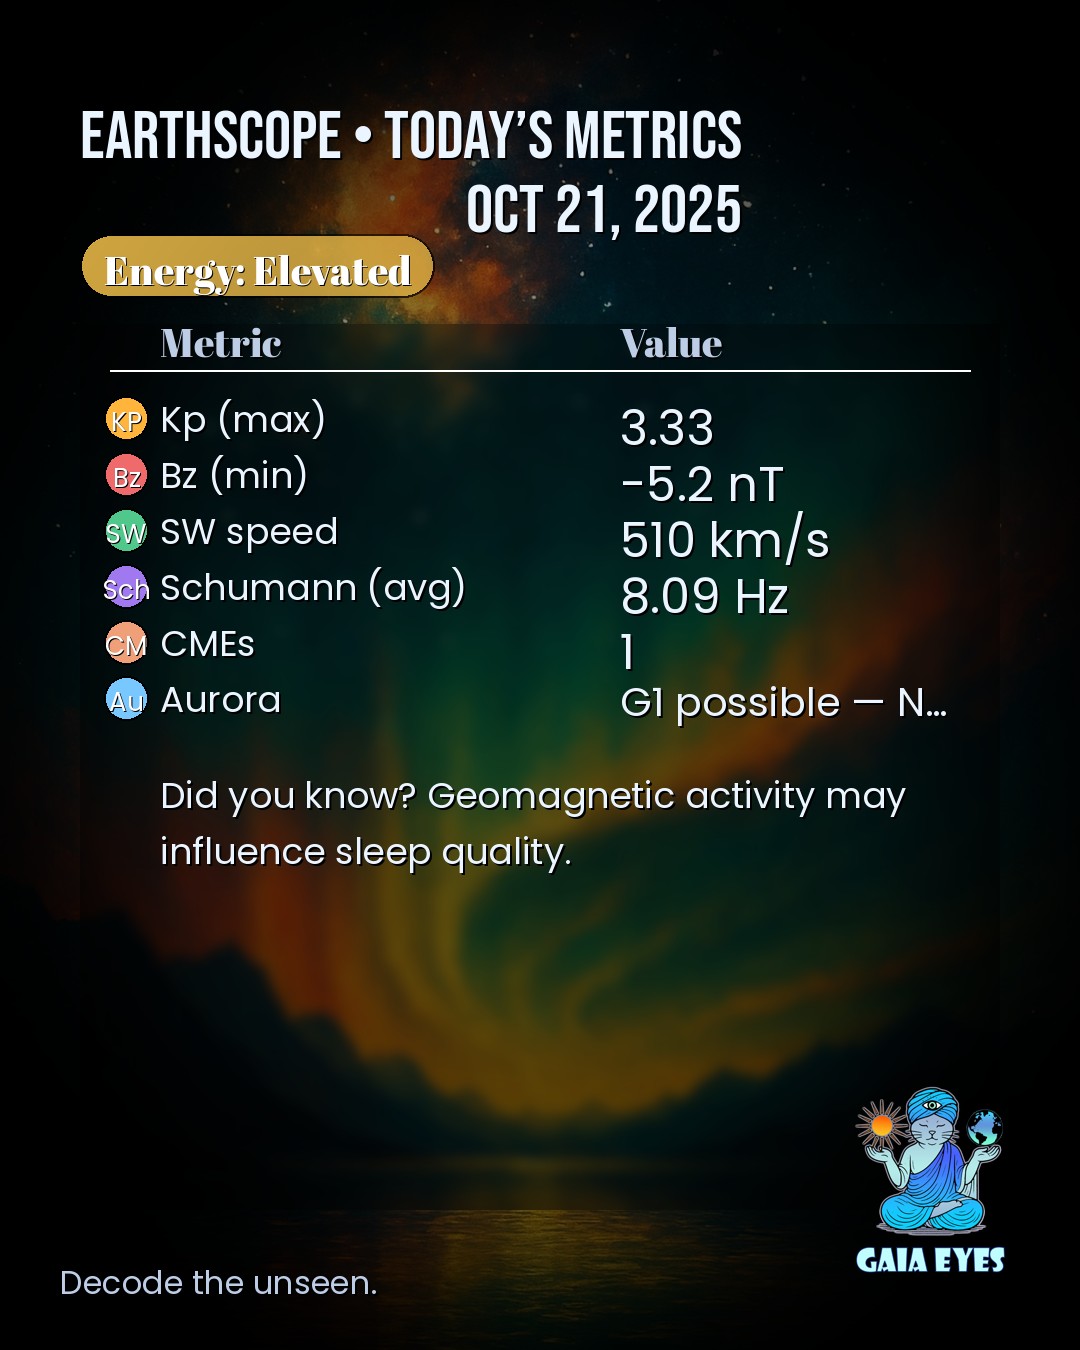 EARTHSCOPE • TODAY’S METRICS
OCT 21, 2025
Energy: Elevated
Metric Value
KP Kp (max) 3.33
Bz Bz (min) −5.2 nT
SW SW speed 510 km/s
Sch Schumann (avg) 8.09 Hz
CM CMEs 1
Au Aurora G1 possible — N…
Did you know? Geomagnetic activity may
influence sleep quality.
GAIA EYES
Decode the unseen.